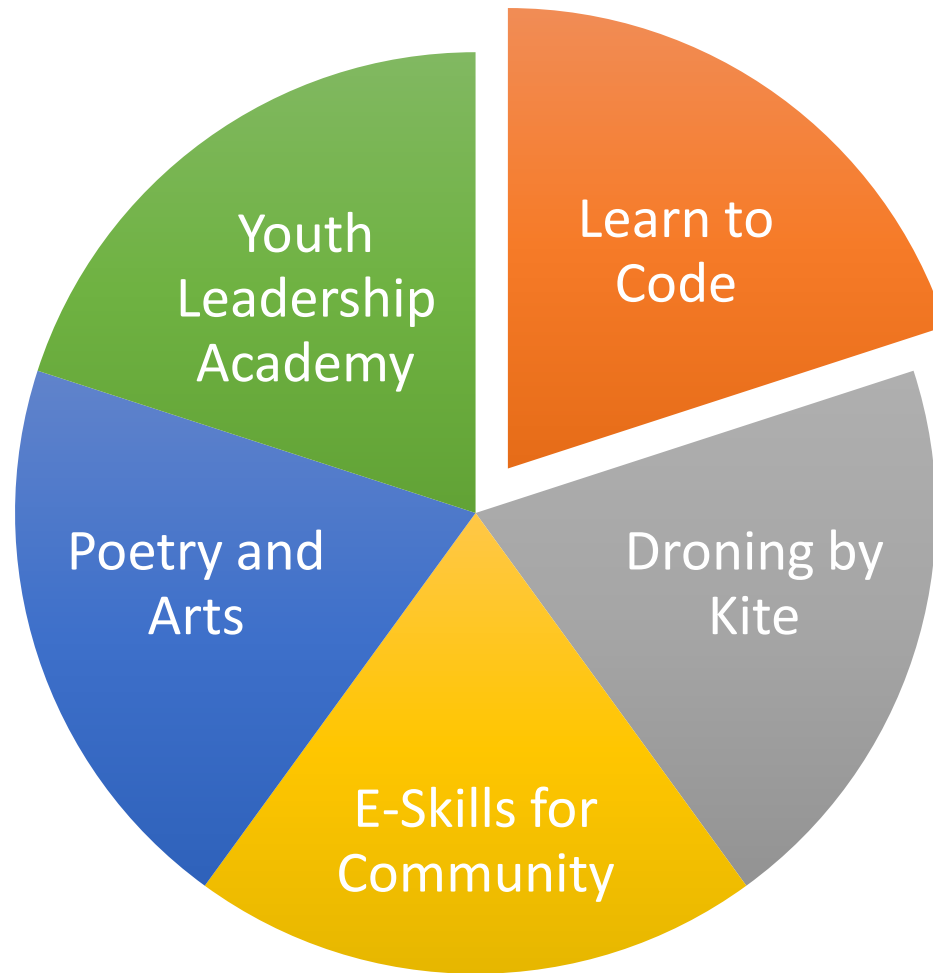 Learn to
Code
Droning by
Kite
E-Skills for
Community
Poetry and
Arts
Youth
Leadership
Academy